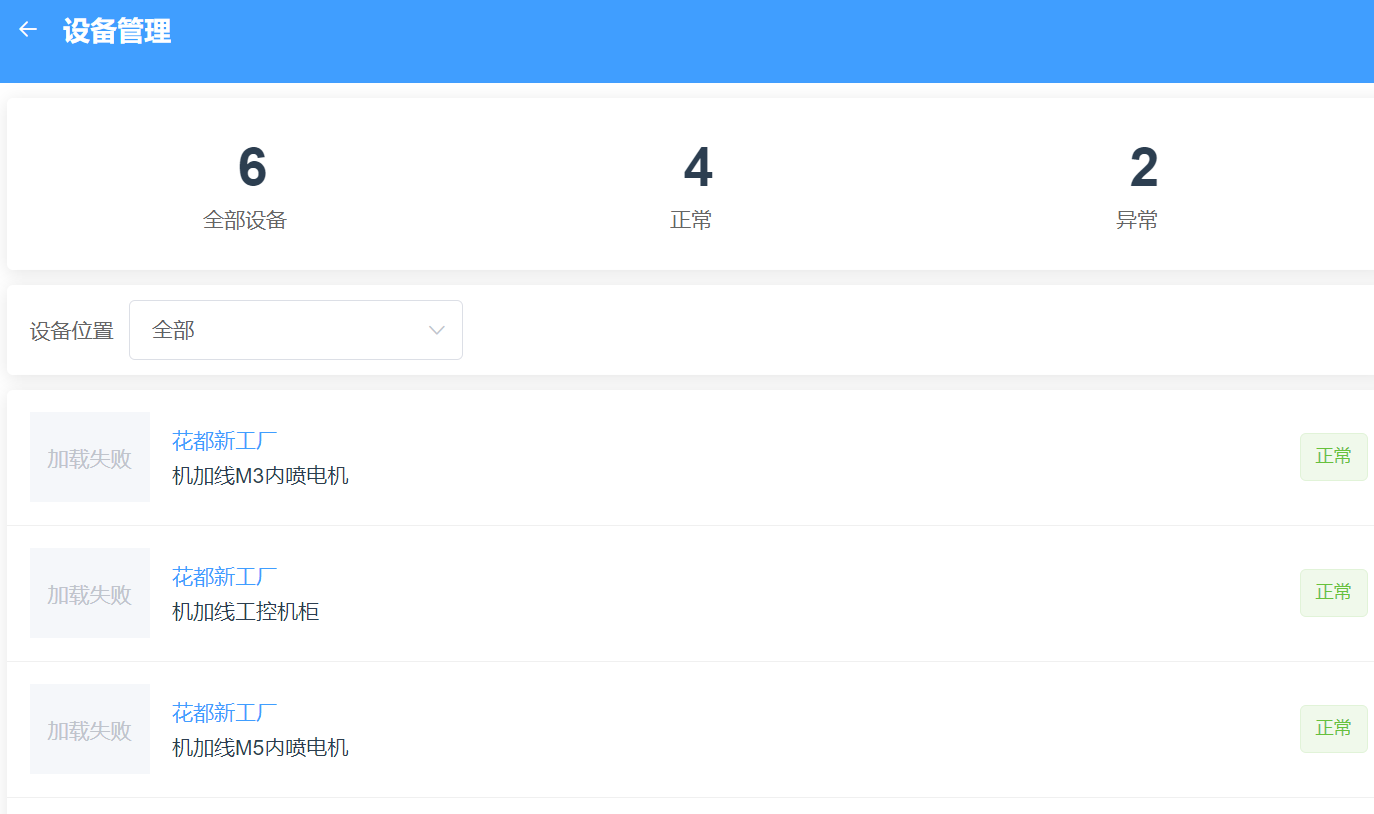 设备管理
6
4
2
全部设备
正常
异常
设备位置
全部
加载失败
花都新工厂
机加线M3内喷电机
正常
加载失败
花都新工厂
机加线工控机柜
正常
加载失败
花都新工厂
机加线M5内喷电机
正常